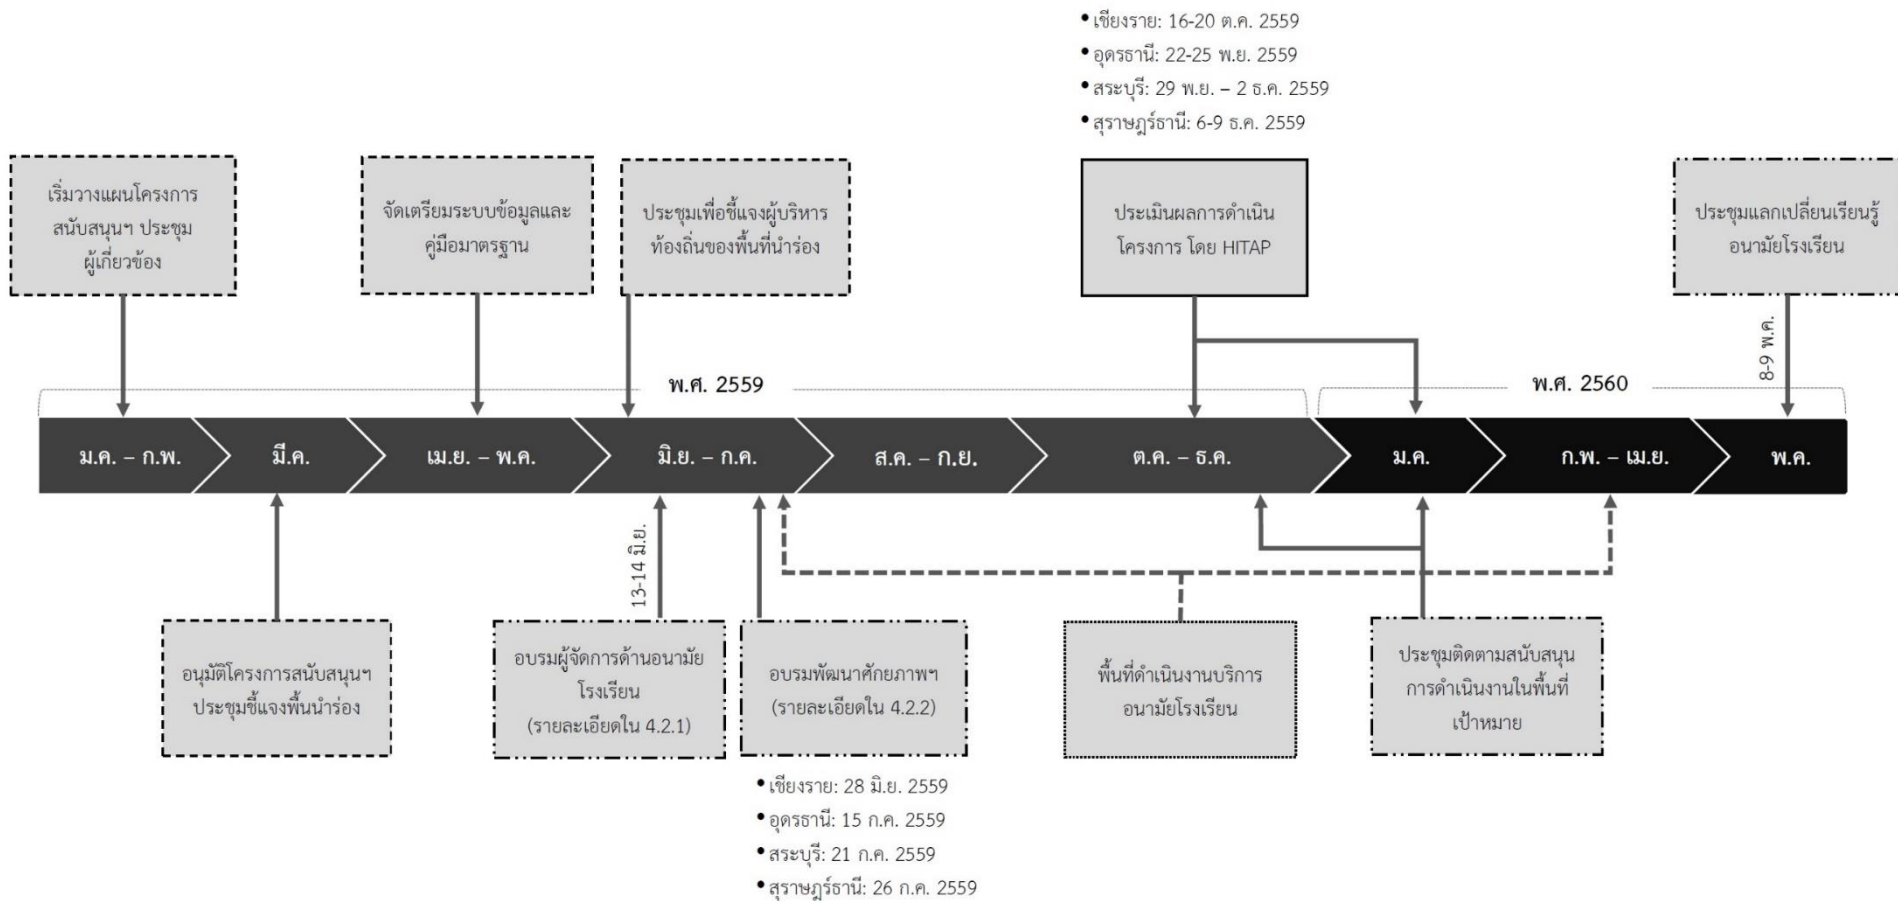 • เชียงราย: 16-20 ต.ค. 2559
• อุดรธานี: 22-25 พ.ย. 2559
• สระบุรี: 29 พ.ย. – 2 ธ.ค. 2559
• สุราษฎร์ธานี: 6-9 ธ.ค. 2559
เริ่มวางแผนโครงการ
สนับสนุนฯ ประชุม
ผู้เกี่ยวข้อง
จัดเตรียมระบบข้อมูลและ
คู่มือมาตรฐาน
ประชุมเพื่อชี้แจงผู้บริหาร
ท้องถิ่นของพื้นที่นำร่อง
ประเมินผลการดำเนิน
โครงการ โดย HITAP
ประชุมแลกเปลี่ยนเรียนรู้
อนามัยโรงเรียน
8-9 พ.ค.
พ.ศ. 2559
พ.ศ. 2560
ม.ค. – ก.พ.
มี.ค.
เม.ย. – พ.ค.
มิ.ย. – ก.ค.
ส.ค. – ก.ย.
ต.ค. – ธ.ค.
ม.ค.
ก.พ. – เม.ย.
พ.ค.
13-14 มิ.ย.
อนุมัติโครงการสนับสนุนฯ
ประชุมชี้แจงพื้นนำร่อง
อบรมผู้จัดการด้านอนามัย
โรงเรียน
(รายละเอียดใน 4.2.1)
อบรมพัฒนาศักยภาพฯ
(รายละเอียดใน 4.2.2)
พื้นที่ดำเนินงานบริการ
อนามัยโรงเรียน
ประชุมติดตามสนับสนุน
การดำเนินงานในพื้นที่
เป้าหมาย
• เชียงราย: 28 มิ.ย. 2559
• อุดรธานี: 15 ก.ค. 2559
• สระบุรี: 21 ก.ค. 2559
• สุราษฎร์ธานี: 26 ก.ค. 2559